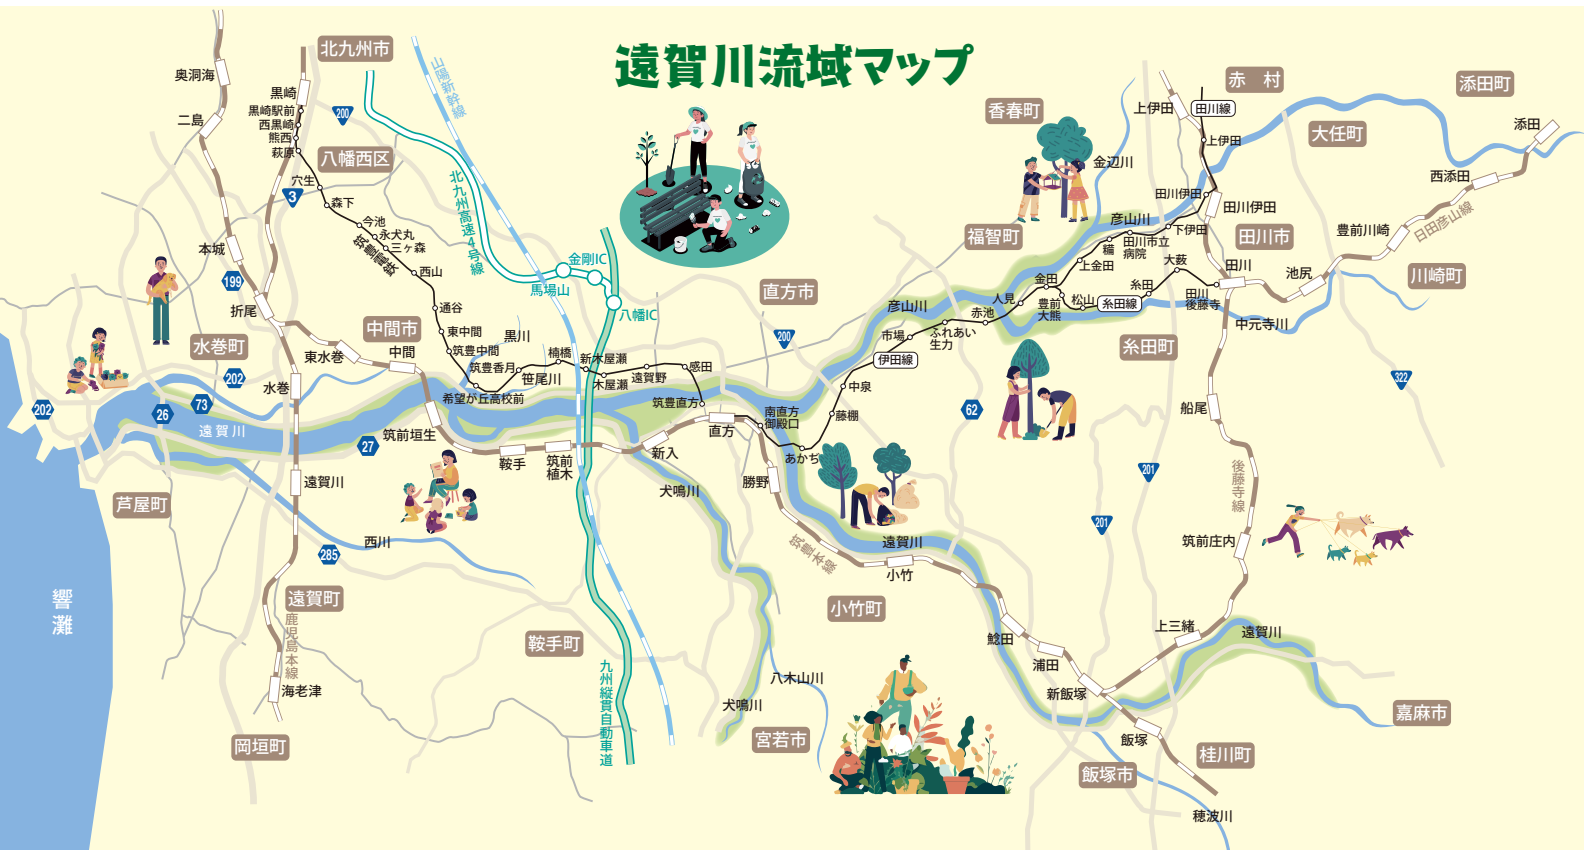 遠賀川流域マップ
北九州市
奥洞海
黒崎
黒崎駅前
西黒崎
熊西
萩原
二島
200
八幡西区
穴生
3
森下
今池
永犬丸
三ヶ森
筑豊電鉄
西山
本城
199
折尾
通谷
山陽新幹線
北九州高速4号線
金剛IC
馬場山
八幡IC
水巻町
中間市
東水巻
中間
東中間
筑豊中間
黒川
筑豊香月
楠橋
笹尾川
希望が丘高校前
新木屋瀬
木屋瀬
遠賀野
感田
筑豊直方
202
水巻
202
26
73
遠賀川
27
筑前垣生
鞍手
筑前植木
新入
直方
直方市
200
南直方御殿口
あかぢ
藤棚
中泉
伊田線
市場
ふれあい生力
赤池
人見
金田
豊前大熊
松山
糸田線
糸田
大薮
田川後藤寺
上金田
糒
田川市立病院
下伊田
田川伊田
田川伊田
上伊田
上伊田
田川線
彦山川
彦山川
金辺川
香春町
福智町
赤 村
大任町
添田町
添田
西添田
日田彦山線
豊前川崎
川崎町
池尻
田川
田川市
中元寺川
糸田町
322
62
船尾
201
201
後藤寺線
筑前庄内
上三緒
遠賀川
嘉麻市
桂川町
飯塚市
飯塚
新飯塚
浦田
鯰田
穂波川
小竹
小竹町
遠賀川
勝野
筑豊本線
犬鳴川
犬鳴川
八木山川
宮若市
鞍手町
九州縦貫自動車道
西川
285
遠賀川
芦屋町
遠賀町
鹿児島本線
海老津
岡垣町
響灘